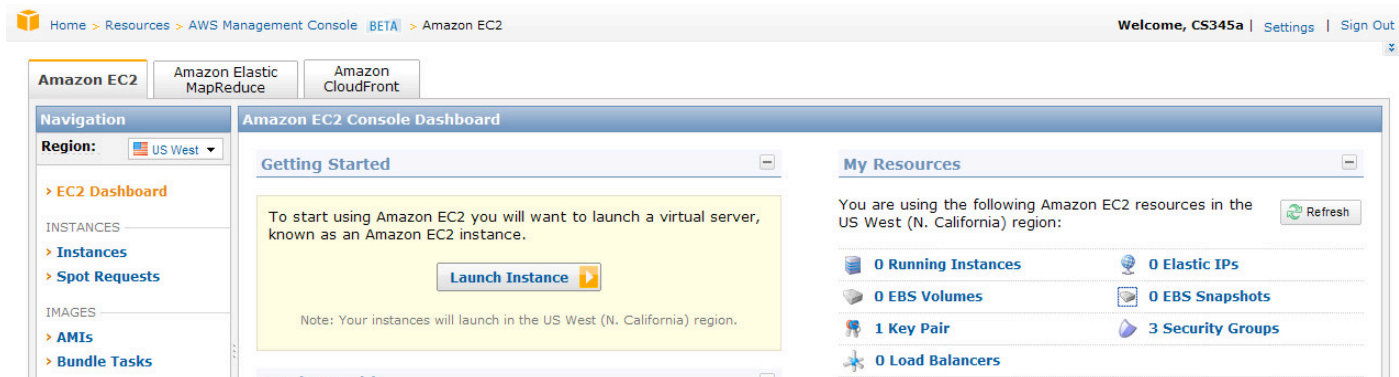 Home > Resources > AWS Management Console BETA > Amazon EC2
Welcome, CS345a | Settings | Sign Out
Amazon EC2
Amazon Elastic
MapReduce
Amazon
CloudFront
Navigation
Region: US West
> EC2 Dashboard
INSTANCES
> Instances
> Spot Requests
IMAGES
> AMIs
> Bundle Tasks
Amazon EC2 Console Dashboard
Getting Started
To start using Amazon EC2 you will want to launch a virtual server,
known as an Amazon EC2 instance.
Launch Instance
Note: Your instances will launch in the US West (N. California) region.
My Resources
You are using the following Amazon EC2 resources in the
US West (N. California) region:
Refresh
0 Running Instances
0 Elastic IPs
0 EBS Volumes
0 EBS Snapshots
1 Key Pair
3 Security Groups
0 Load Balancers